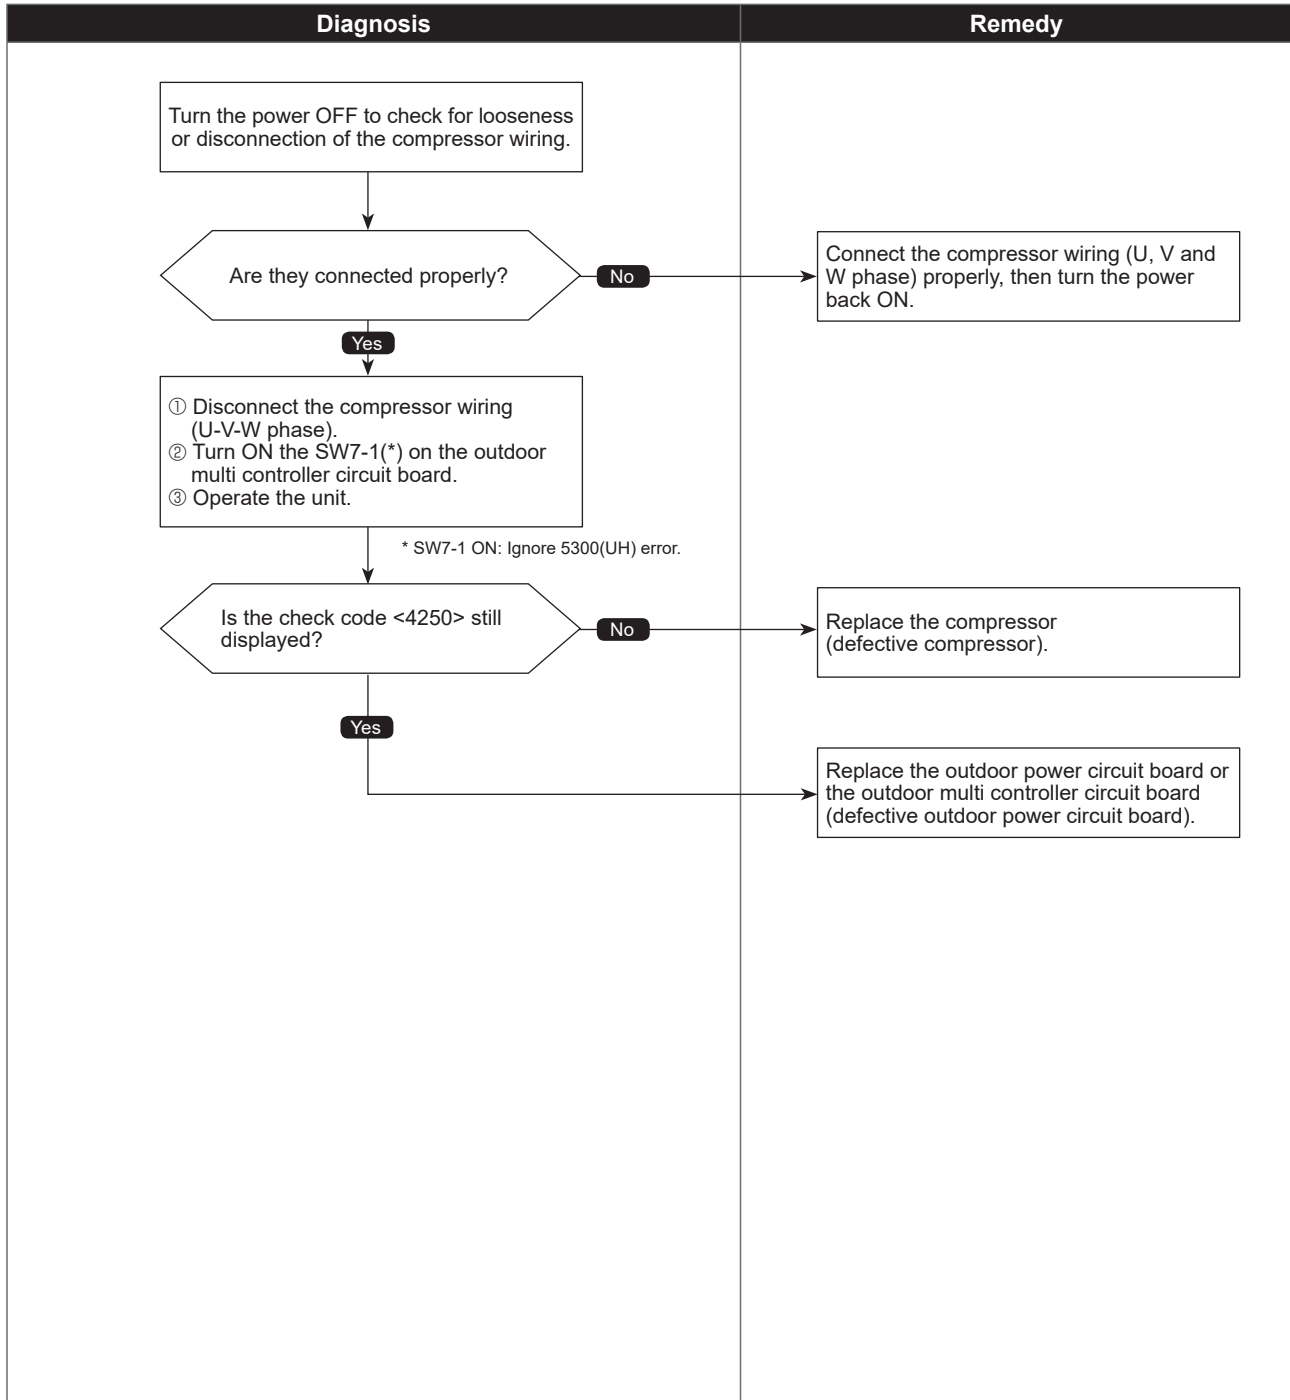 Diagnosis
Remedy
Turn the power OFF to check for looseness
or disconnection of the compressor wiring.
Are they connected properly?
No
Connect the compressor wiring (U, V and
W phase) properly, then turn the power
back ON.
Yes
① Disconnect the compressor wiring
(U-V-W phase).
② Turn ON the SW7-1(*) on the outdoor
multi controller circuit board.
③ Operate the unit.
* SW7-1 ON: Ignore 5300(UH) error.
Is the check code <4250> still
displayed?
No
Replace the compressor
(defective compressor).
Yes
Replace the outdoor power circuit board or
the outdoor multi controller circuit board
(defective outdoor power circuit board).